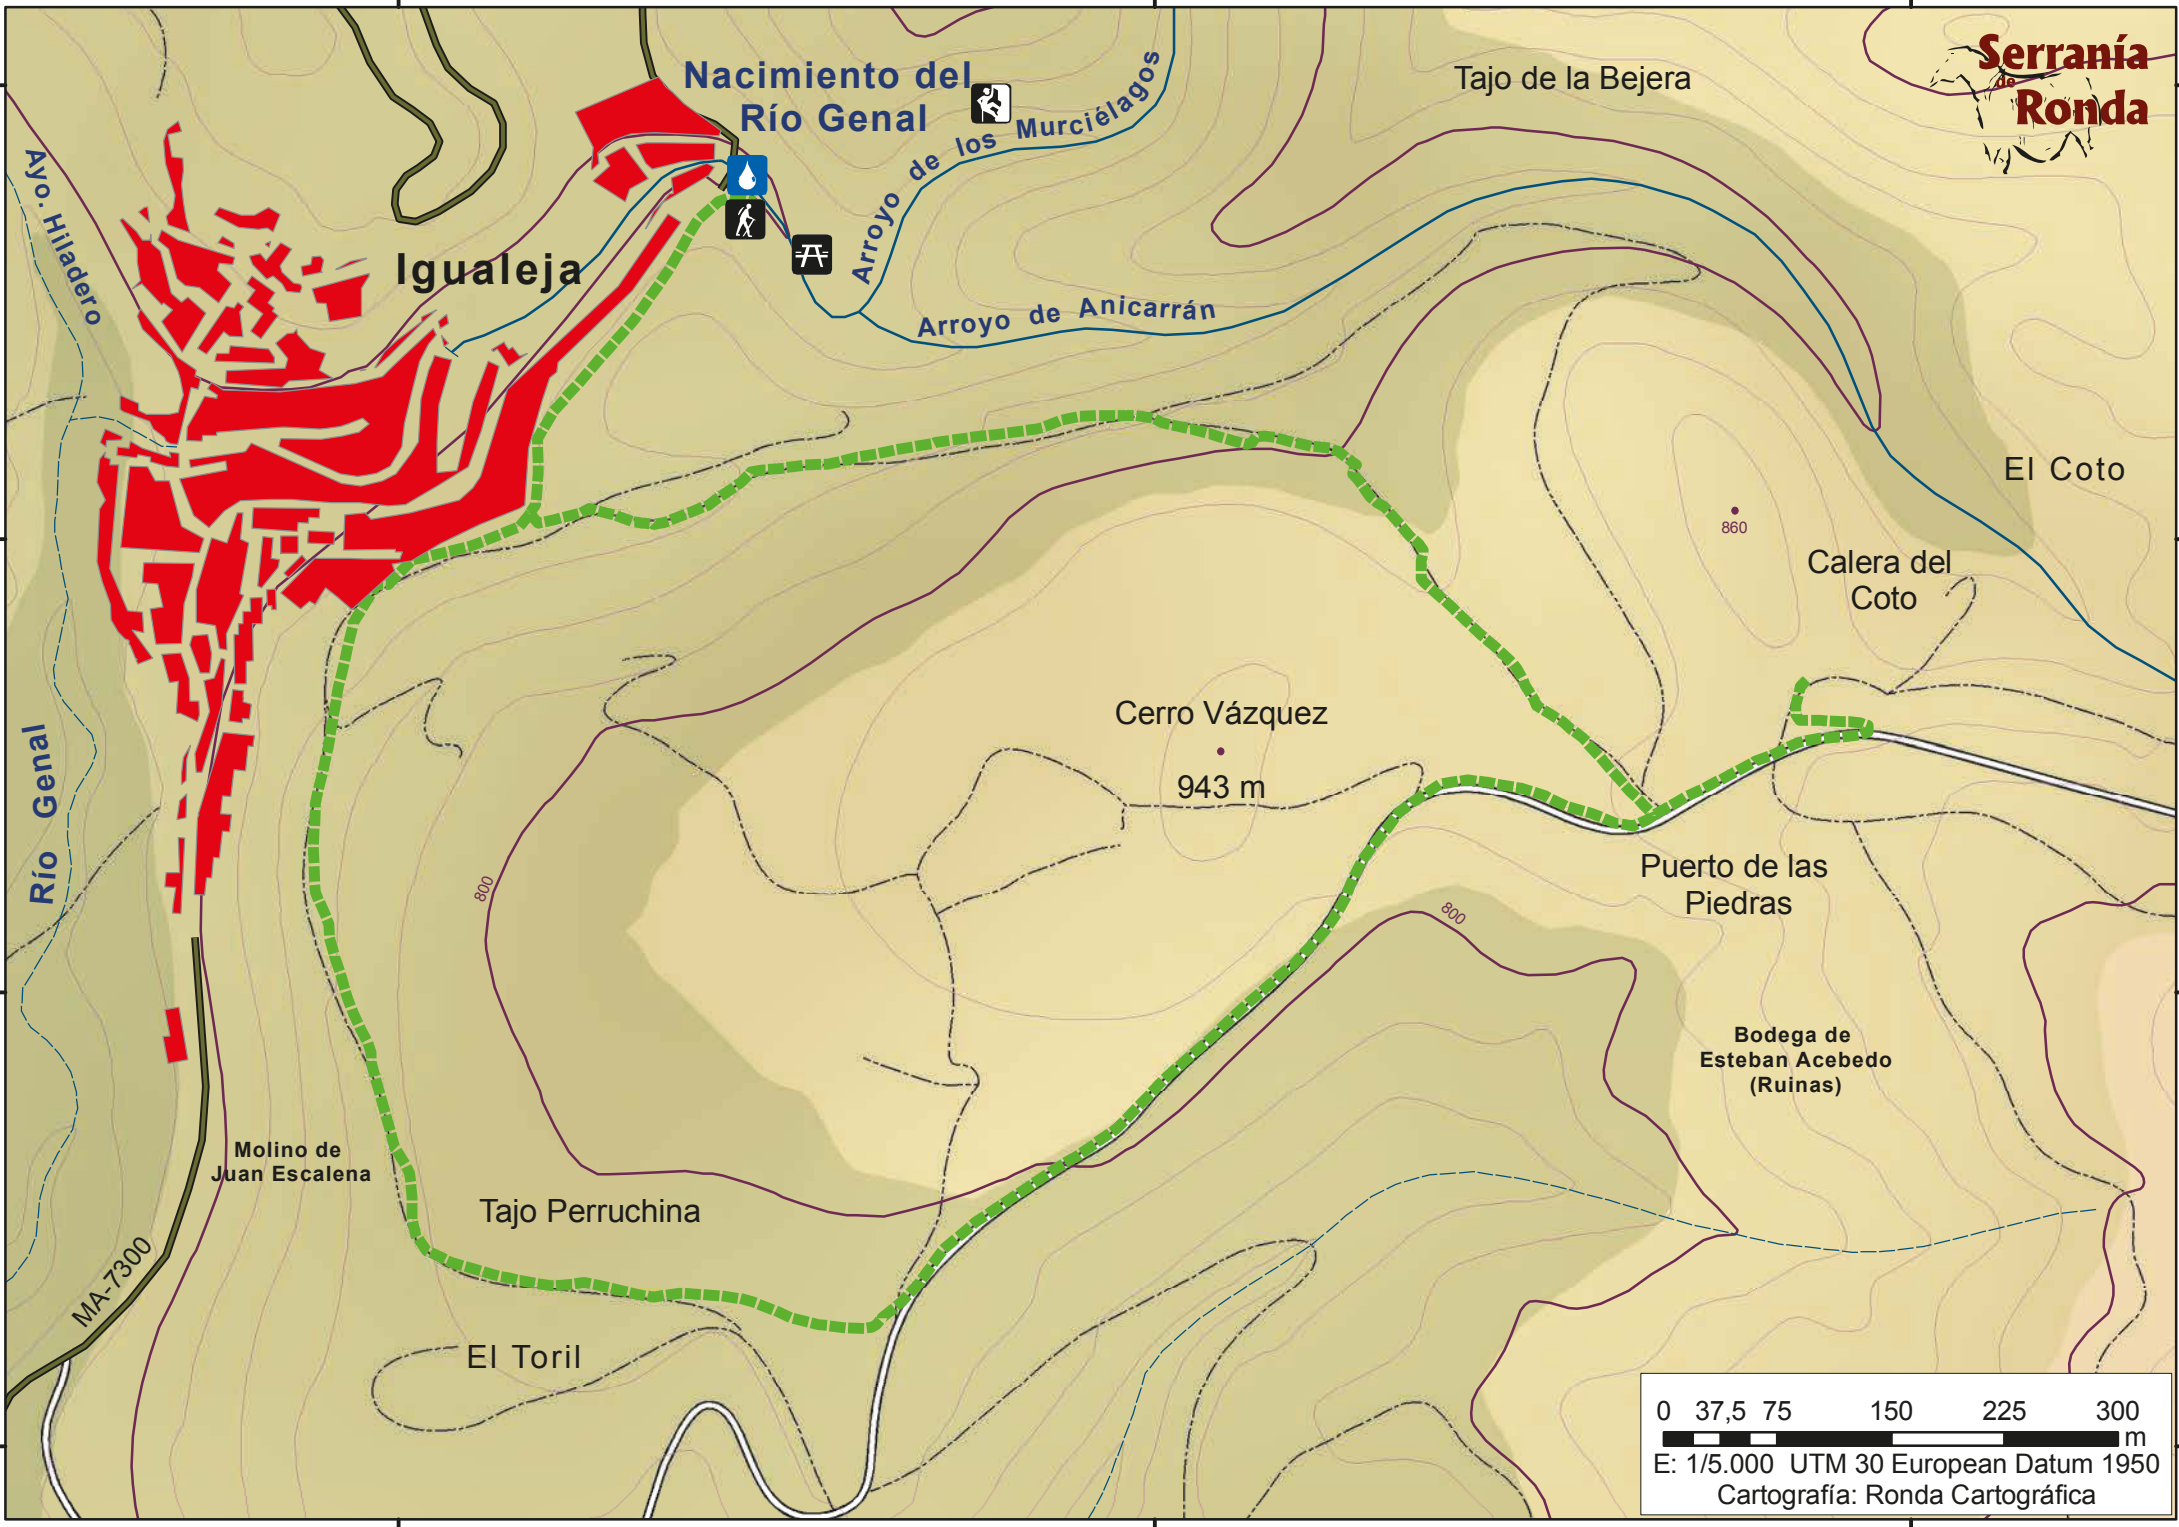 Serranía
de
Ronda
Nacimiento del
Río Genal
Arroyo de los Murciélagos
Tajo de la Bejera
Ayo. Hiladero
Igualeja
Arroyo de Anicarrán
El Coto
860
Calera del
Coto
Cerro Vázquez
943 m
Río Genal
800
Puerto de las
Piedras
800
Bodega de
Esteban Acebedo
(Ruinas)
Molino de
Juan Escalena
Tajo Perruchina
MA-7300
El Toril
0 37,5 75 150 225 300
m
E: 1/5.000 UTM 30 European Datum 1950
Cartografía: Ronda Cartográfica